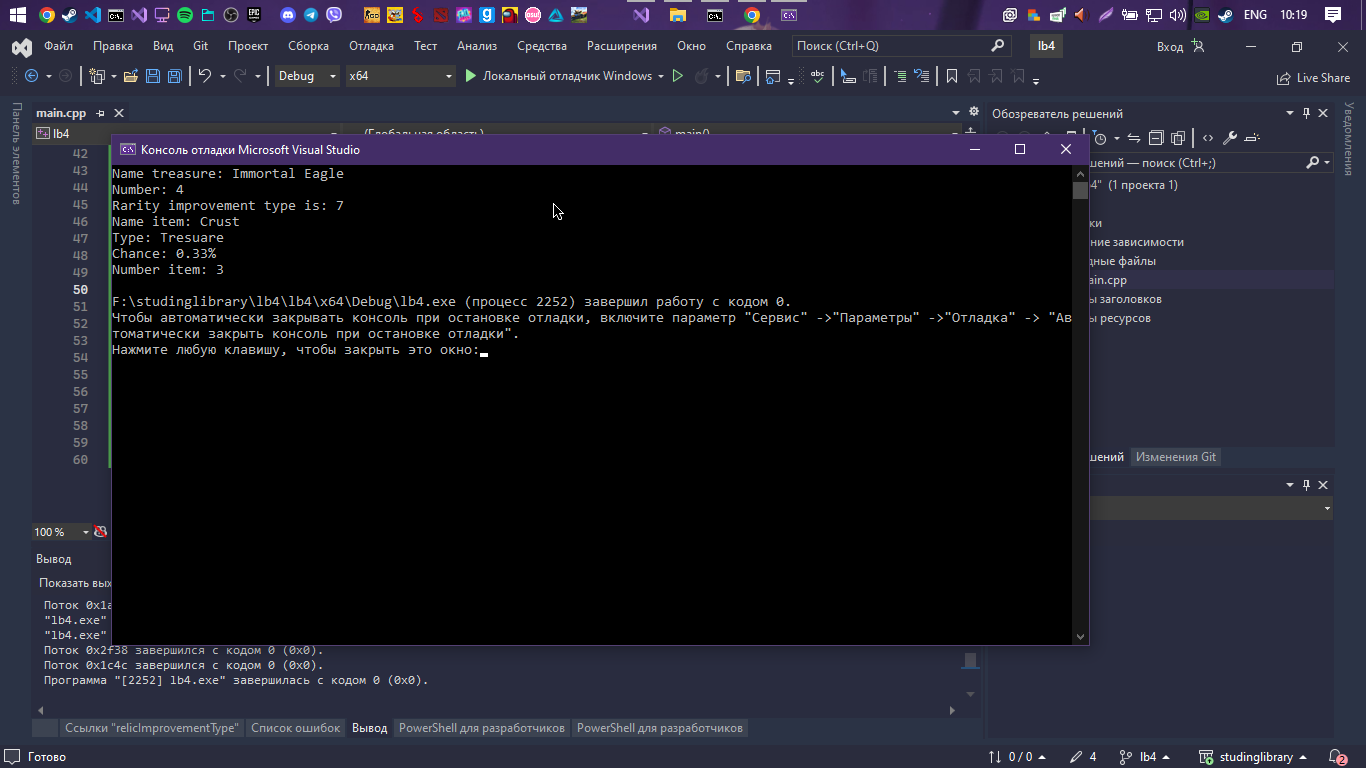 ENG 10:19
Файл Правка Вид Git Проект Сборка Отладка Тест Анализ Средства Расширения Окно Справка Поиск (Ctrl+Q) lb4 Вход
Debug x64 Локальный отладчик Windows Live Share
Панель элементов
main.cpp
Обозреватель решений
Управление
lb4 (Глобальная область) main()
Консоль отладки Microsoft Visual Studio
шений — поиск (Ctrl+;)
4" (1 проекта 1)
ки
ние зависимости
дные файлы
ain.cpp
ы заголовков
ы ресурсов
42
43
44
45
46
47
48
49
50
51
52
53
54
55
56
57
58
59
60
Name treasure: Immortal Eagle
Number: 4
Rarity improvement type is: 7
Name item: Crust
Type: Tresuare
Chance: 0.33%
Number item: 3
F:\studinglibrary\lb4\lb4\x64\Debug\lb4.exe (процесс 2252) завершил работу с кодом 0.
Чтобы автоматически закрывать консоль при остановке отладки, включите параметр "Сервис" ->"Параметры" ->"Отладка" -> "Ав
томатически закрыть консоль при остановке отладки".
Нажмите любую клавишу, чтобы закрыть это окно:
шений Изменения Git
100 %
Вывод
Показать вых
Поток 0x1a
"lb4.exe"
"lb4.exe"
Поток 0x2f38 завершился с кодом 0 (0x0).
Поток 0x1c4c завершился с кодом 0 (0x0).
Программа "[2252] lb4.exe" завершилась с кодом 0 (0x0).
Ссылки "relicImprovementType" Список ошибок Вывод PowerShell для разработчиков PowerShell для разработчиков
Готово 0 / 0 4 lb4 studinglibrary 2